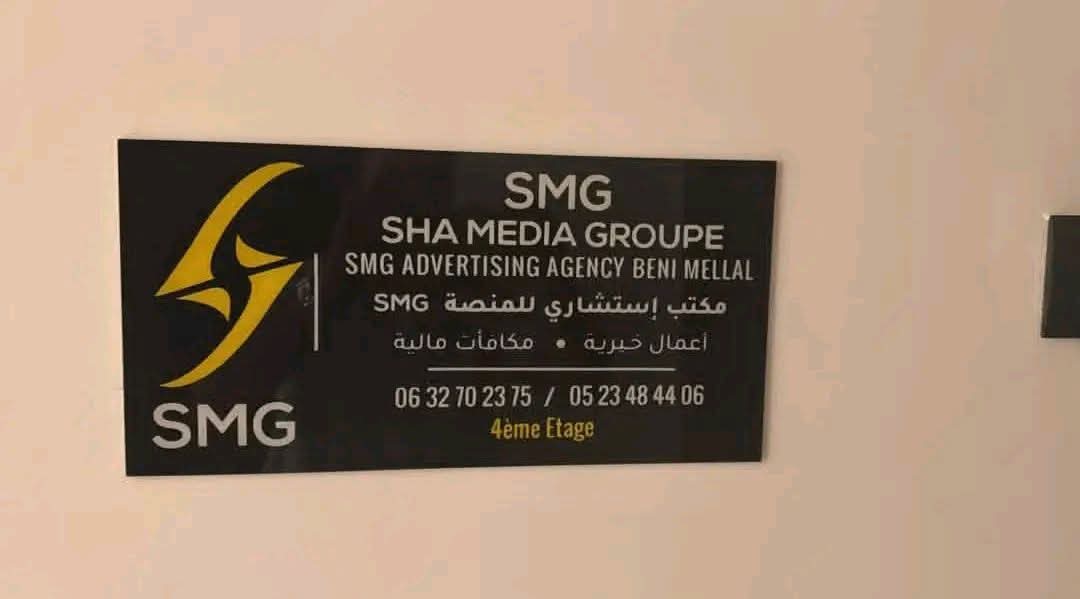 SMG
SHA MEDIA GROUPE
SMG ADVERTISING AGENCY BENI MELLAL
مكتب إستشاري للمنصة SMG
أعمال خيرية • مكافأت مالية
06 32 70 23 75 / 05 23 48 44 06
4ème Etage
SMG